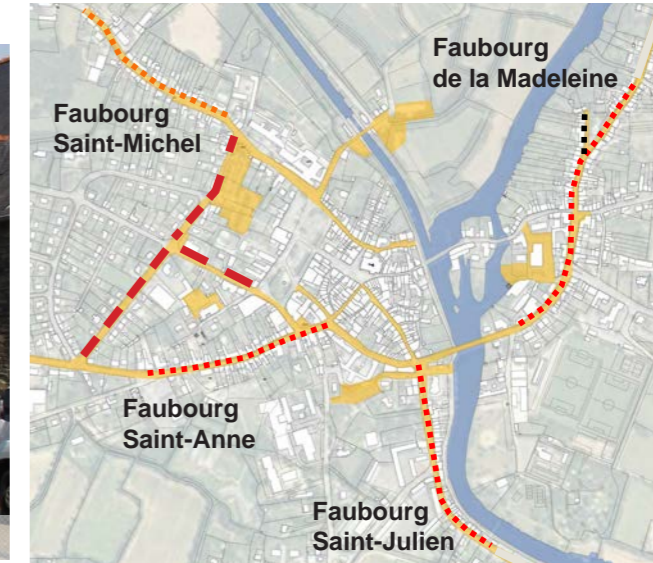 Faubourg
de la Madeleine
Faubourg
Saint-Michel
Faubourg
Saint-Anne
Faubourg
Saint-Julien